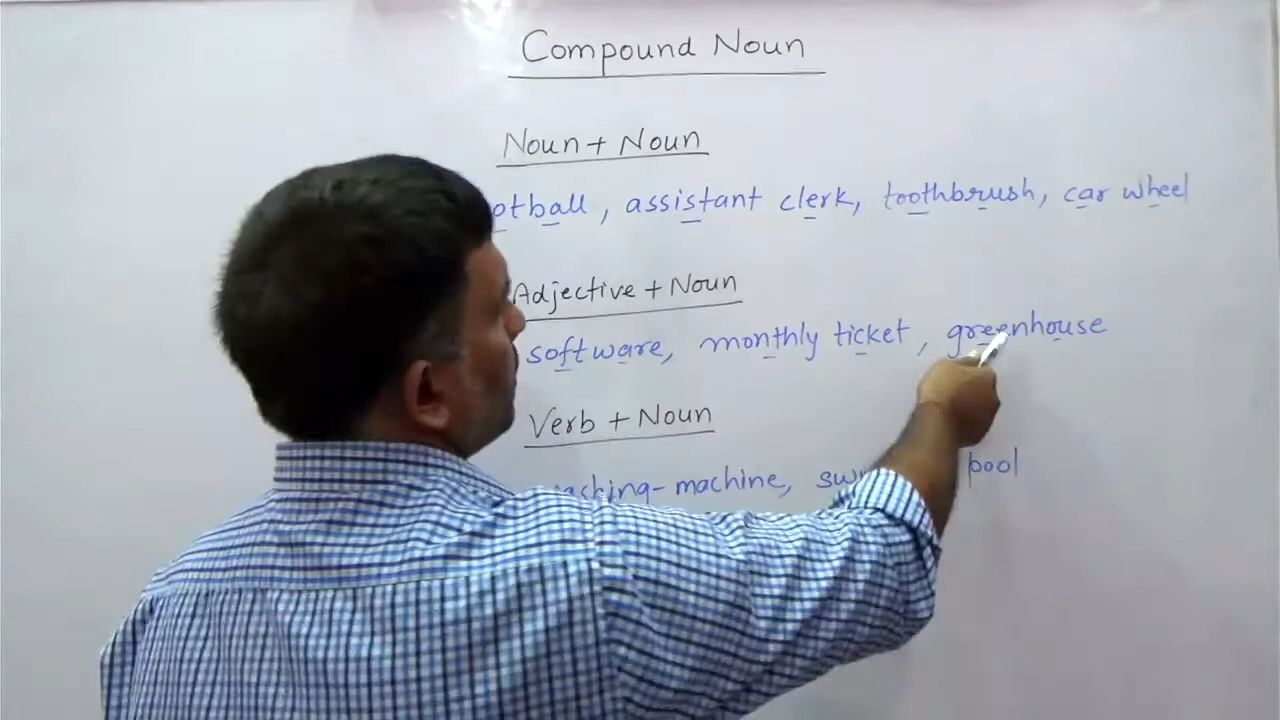 Compound Noun
Noun + Noun
otball, assistant clerk, toothbrush, car wheel
Adjective + Noun
software, monthly ticket, greenhouse
Verb + Noun
ashing-machine, sw pool